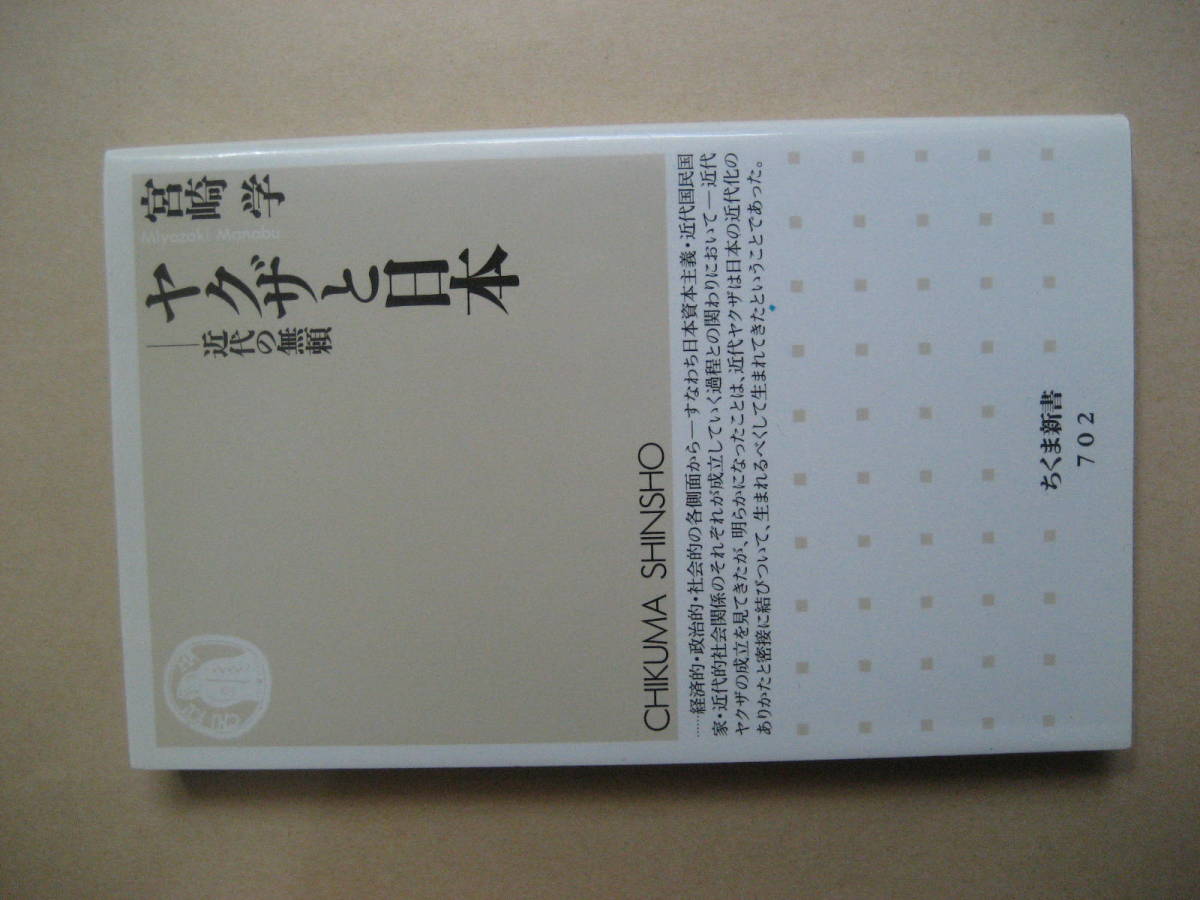 宮崎学
Miyazaki Manabu
ヤクザと日本
──近代の無頼
CHIKUMA SHINSHO
……経済的・政治的・社会的の各側面から―すなわち日本資本主義・近代国民国
家・近代的社会関係のそれぞれが成立していく過程との関わりにおいて―近代
ヤクザの成立を見てきたが、明らかになったことは、近代ヤクザは日本の近代化の
ありかたと密接に結びついて、生まれるべくして生まれてきたということであった。
ちくま新書
702